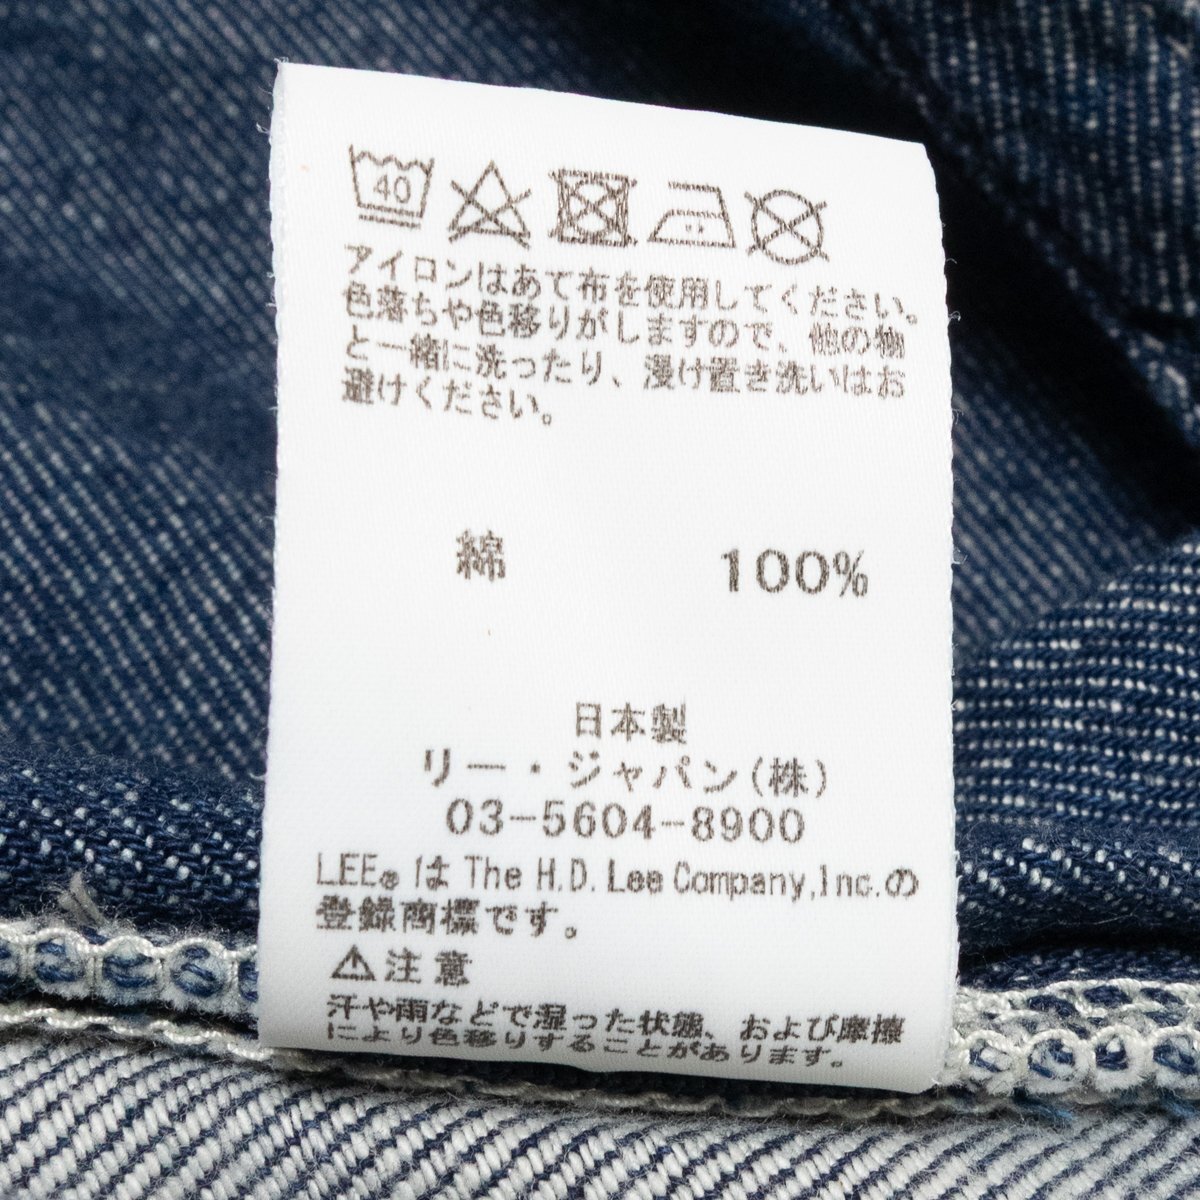 40
アイロンはあて布を使用してください。
色落ちや色移りがしますので、他の物
と一緒に洗ったり、浸け置き洗いはお
避けください。
綿 100%
日本製
リー・ジャパン(株)
03-5604-8900
LEE® は The H.D. Lee Company,Inc.の
登録商標です。
⚠注意
汗や雨などで湿った状態、および摩擦
により色移りすることがあります。